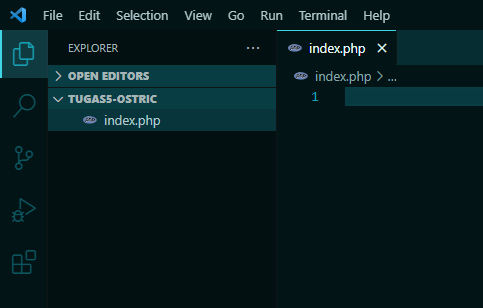 File Edit Selection View Go Run Terminal Help
EXPLORER ...
index.php
OPEN EDITORS
index.php > ...
TUGAS5-OSTRIC
1
index.php